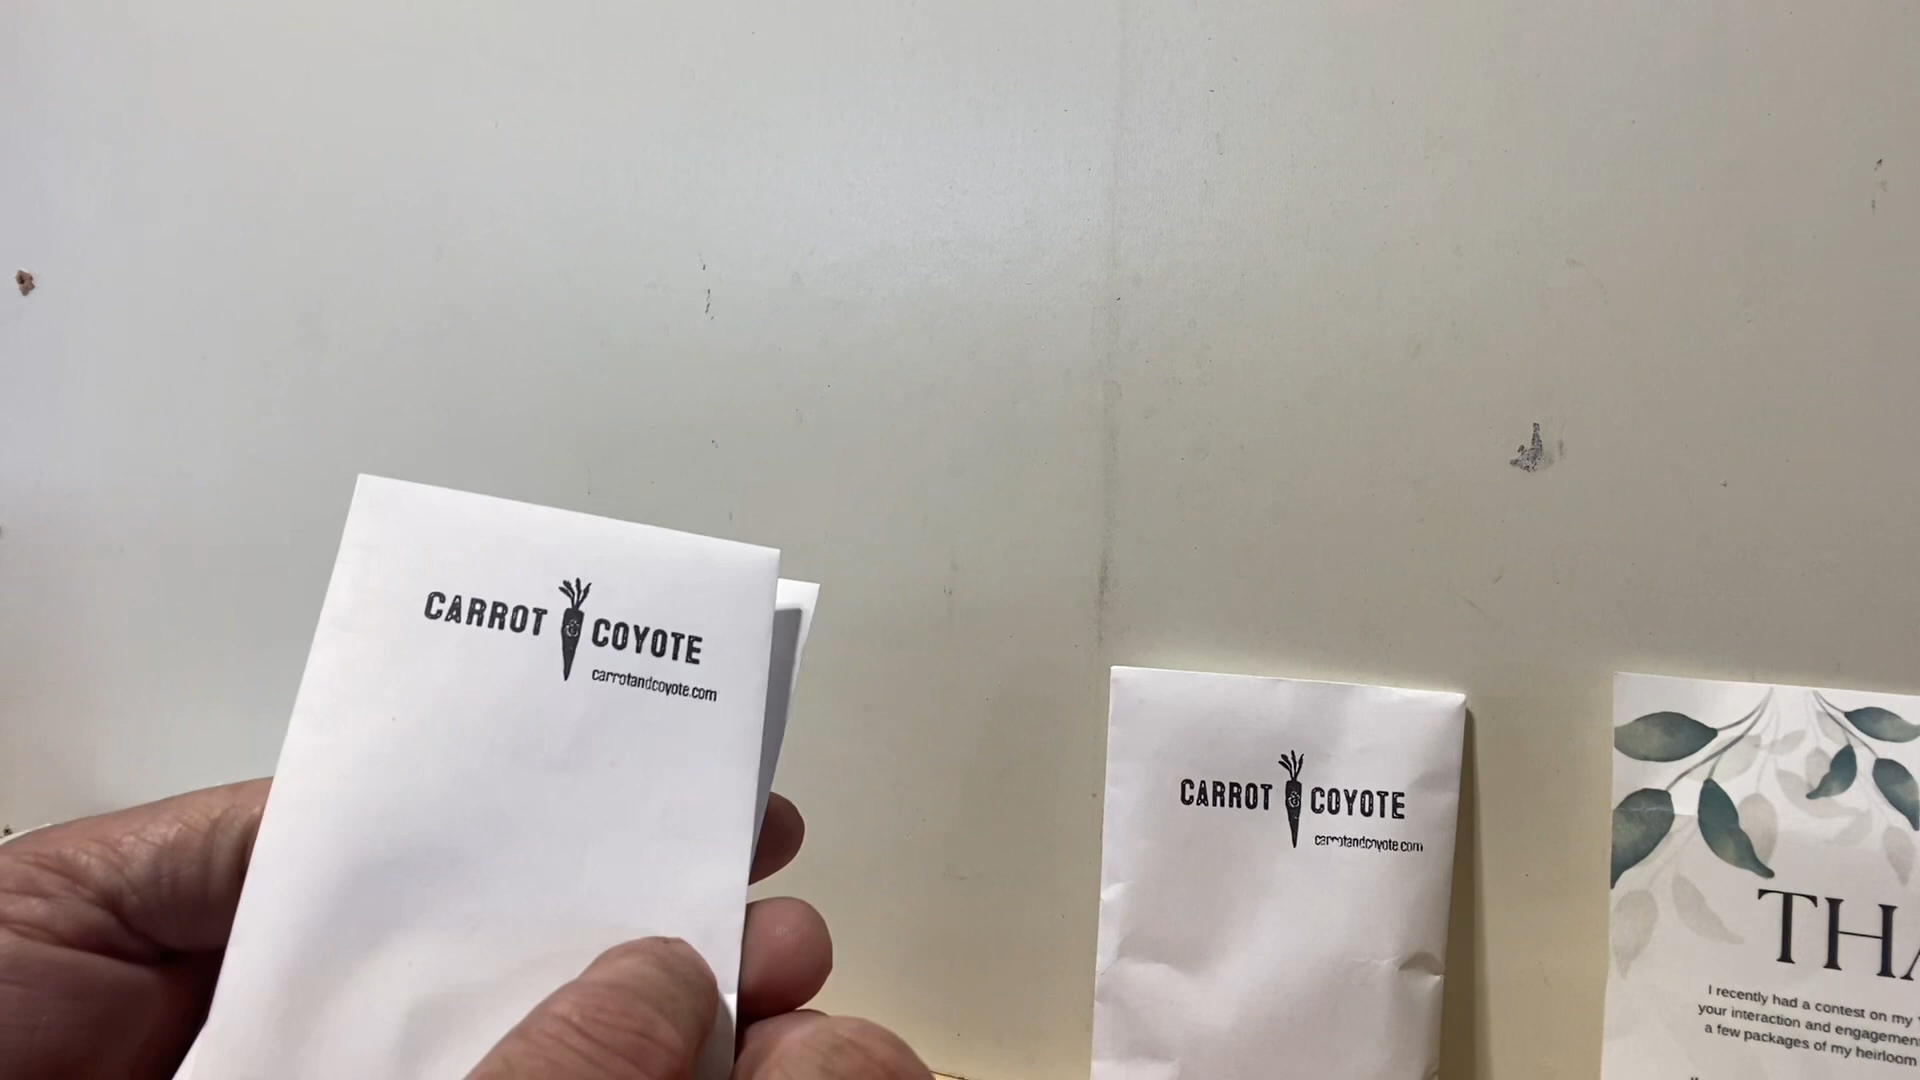 CARROT & COYOTE
carrotandcoyote.com
CARROT & COYOTE
carrotandcoyote.com
THA
I recently had a contest on my
your interaction and engagement
a few packages of my heirloom